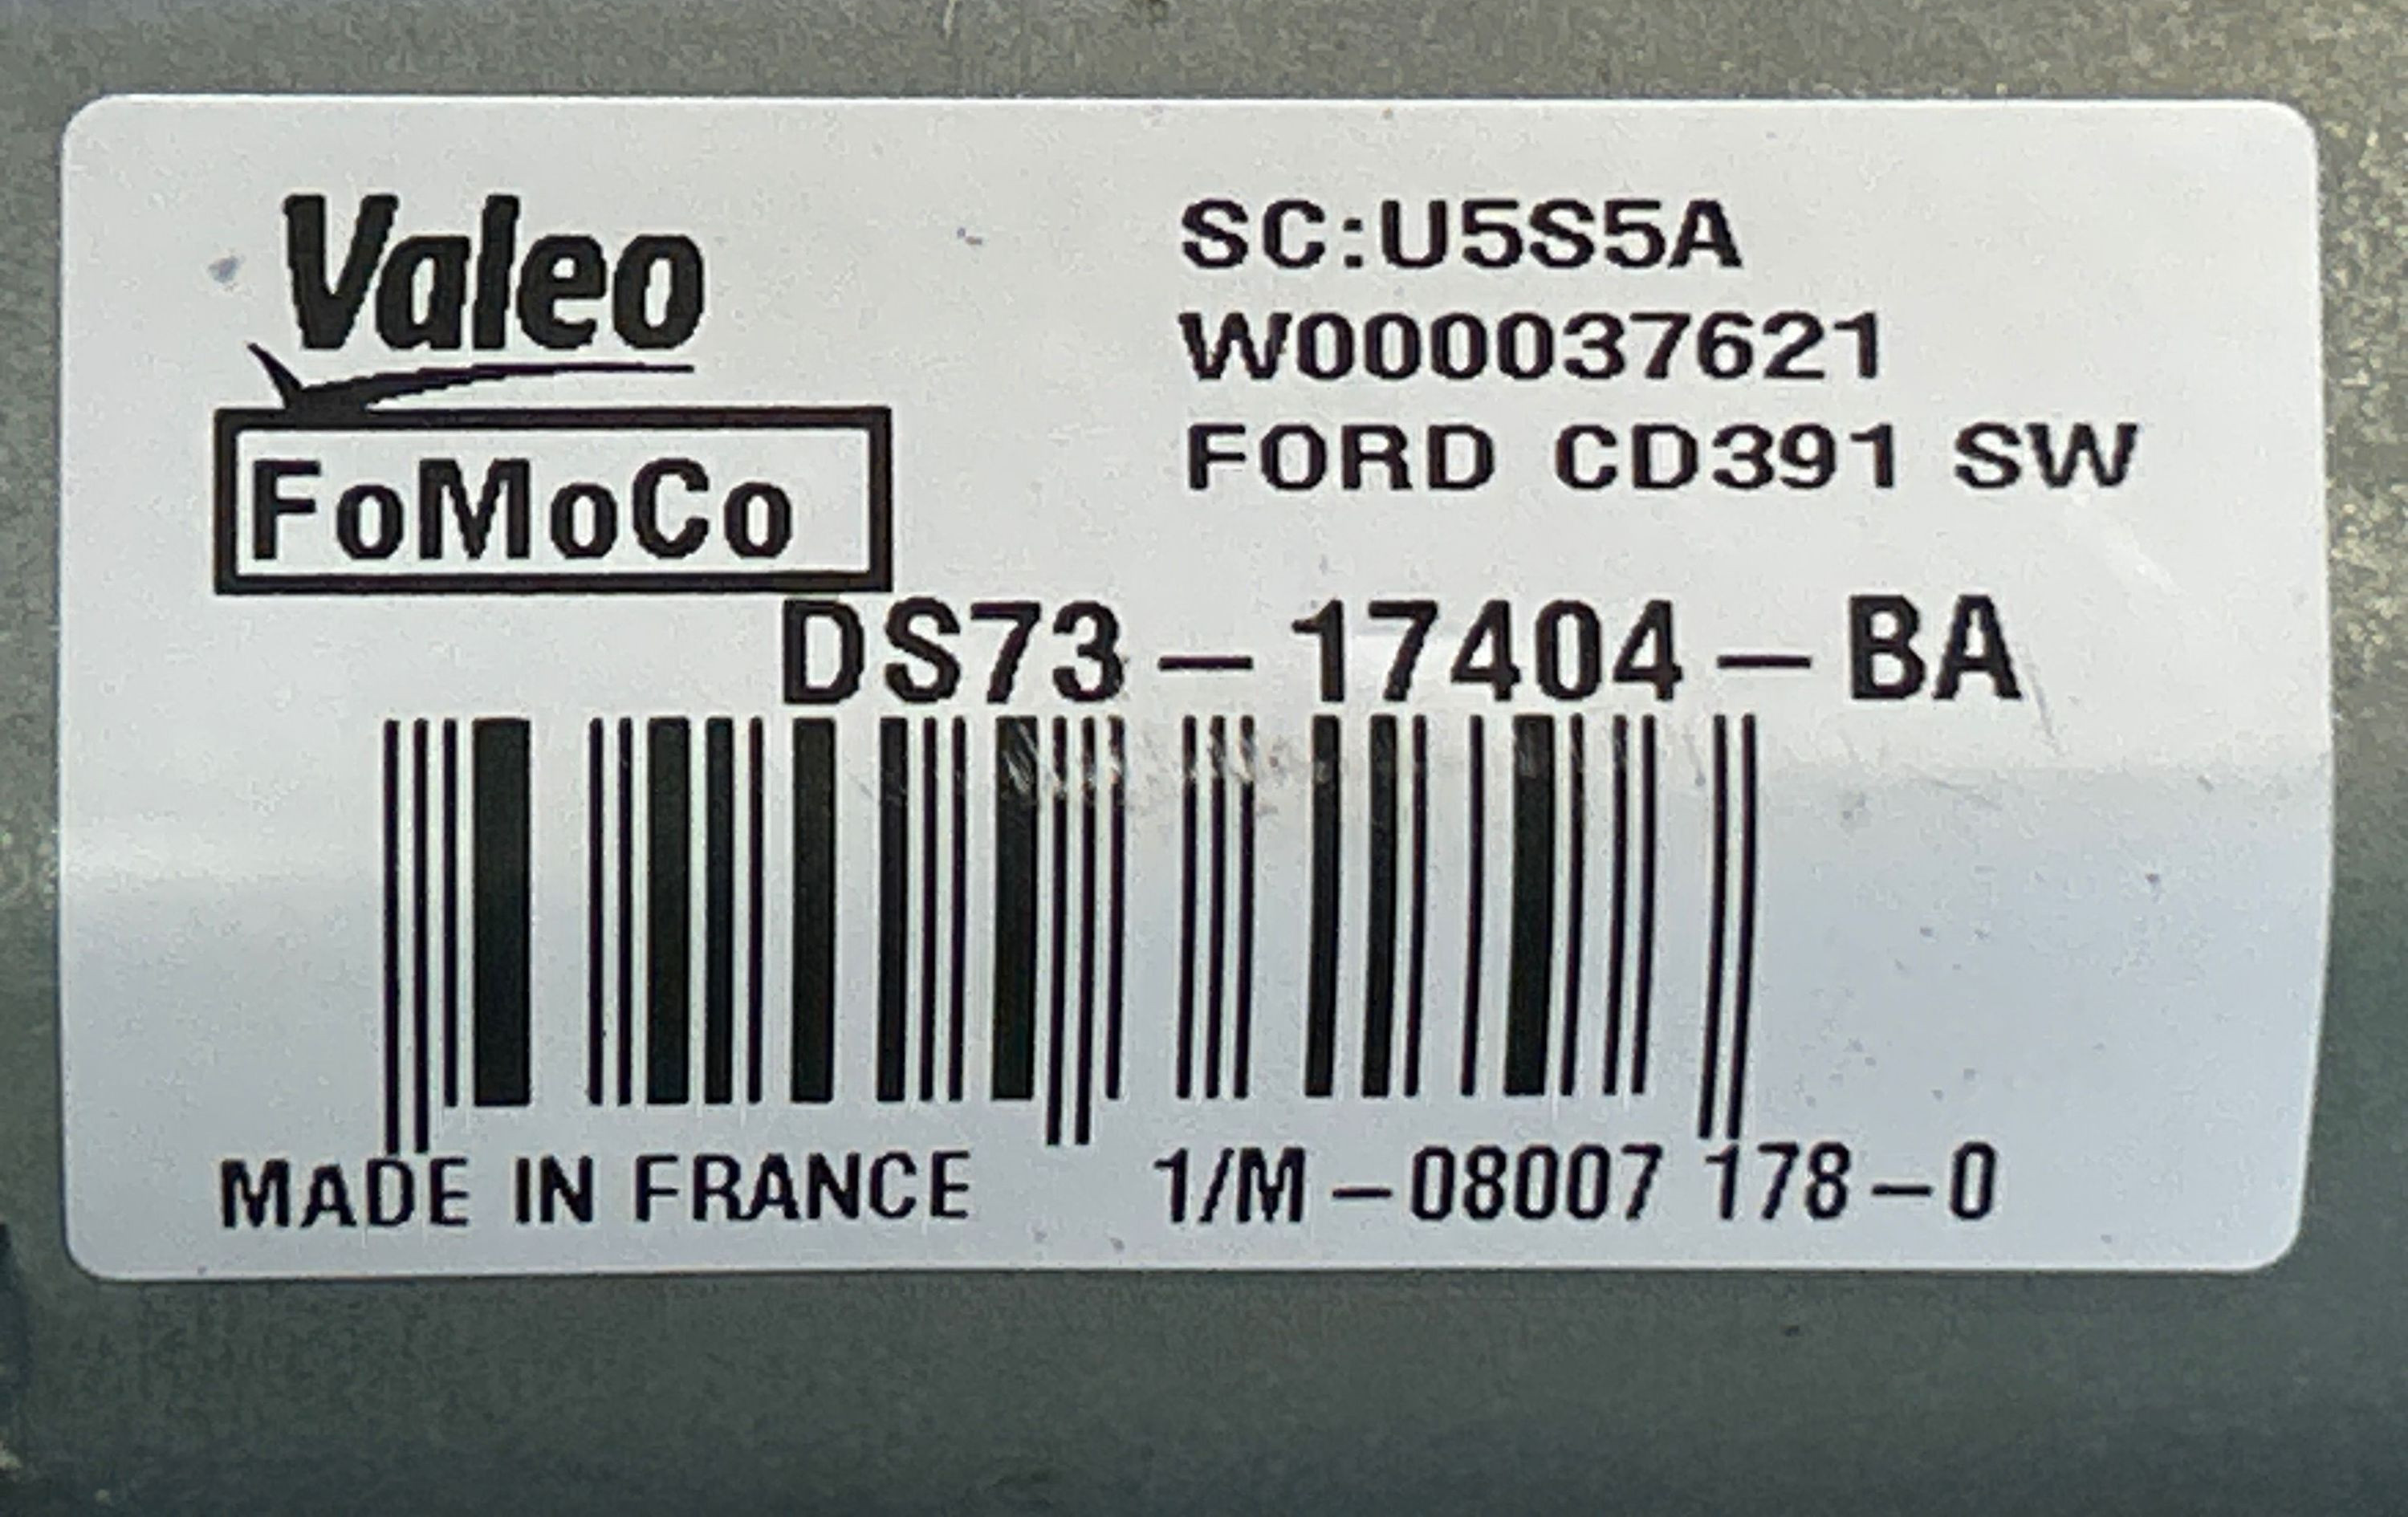 Valeo
SC:U5S5A
W000037621
FORD CD391 SW
FoMoCo
DS73-17404-BA
MADE IN FRANCE 1/M-08007 178-0